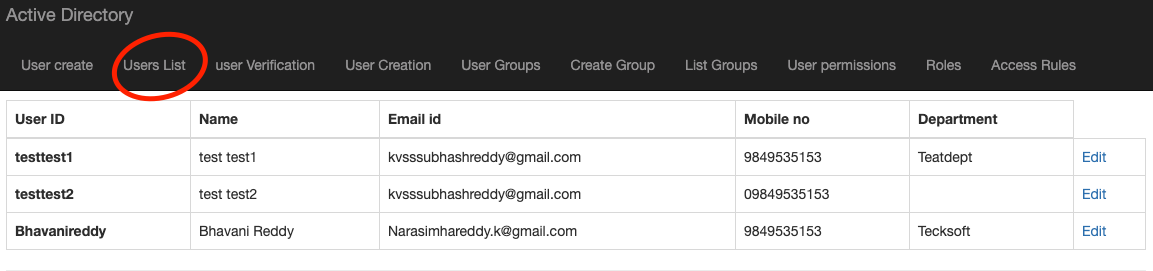 Active Directory
User create Users List user Verification User Creation User Groups Create Group List Groups User permissions Roles Access Rules
User ID Name Email id Mobile no Department
testtest1 test test1 kvsssubhashreddy@gmail.com 9849535153 Teatdept Edit
testtest2 test test2 kvsssubhashreddy@gmail.com 09849535153 Edit
Bhavanireddy Bhavani Reddy Narasimhareddy.k@gmail.com 9849535153 Tecksoft Edit